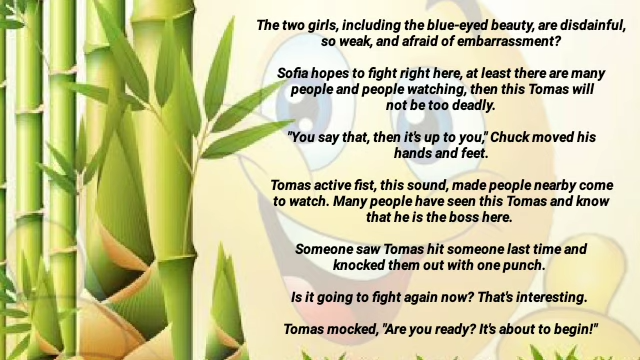 The two girls, including the blue-eyed beauty, are disdainful,
so weak, and afraid of embarrassment?
Sofia hopes to fight right here, at least there are many
people and people watching, then this Tomas will
not be too deadly.
"You say that, then it's up to you," Chuck moved his
hands and feet.
Tomas active fist, this sound, made people nearby come
to watch. Many people have seen this Tomas and know
that he is the boss here.
Someone saw Tomas hit someone last time and
knocked them out with one punch.
Is it going to fight again now? That's interesting.
Tomas mocked, "Are you ready? It's about to begin!"